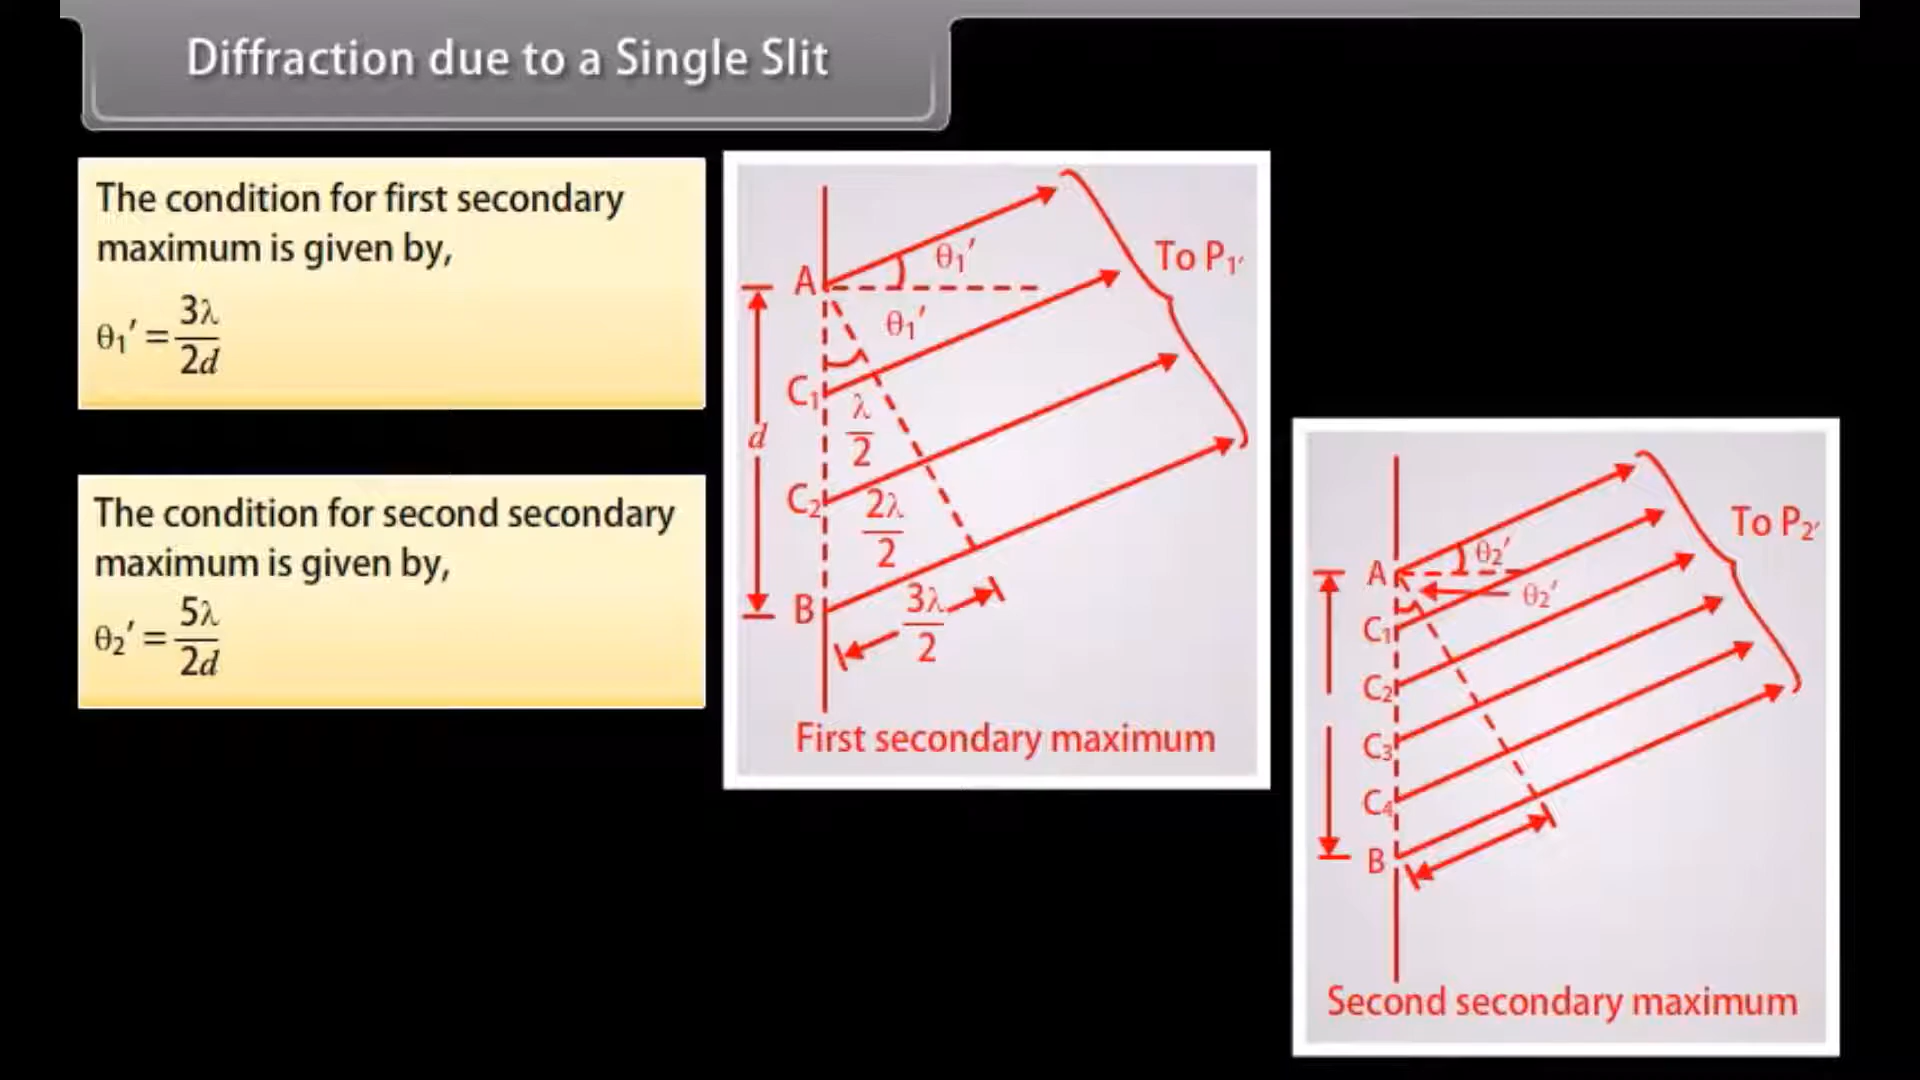 Diffraction due to a Single Slit
The condition for first secondary
maximum is given by,
θ₁′ = 3λ/2d
The condition for second secondary
maximum is given by,
θ₂′ = 5λ/2d
To P₁′
θ₁′
A
θ₁′
C₁
λ/2
d
C₂
2λ/2
B
3λ/2
First secondary maximum
To P₂′
θ₂′
A
θ₂′
C₁
C₂
C₃
C₄
B
Second secondary maximum